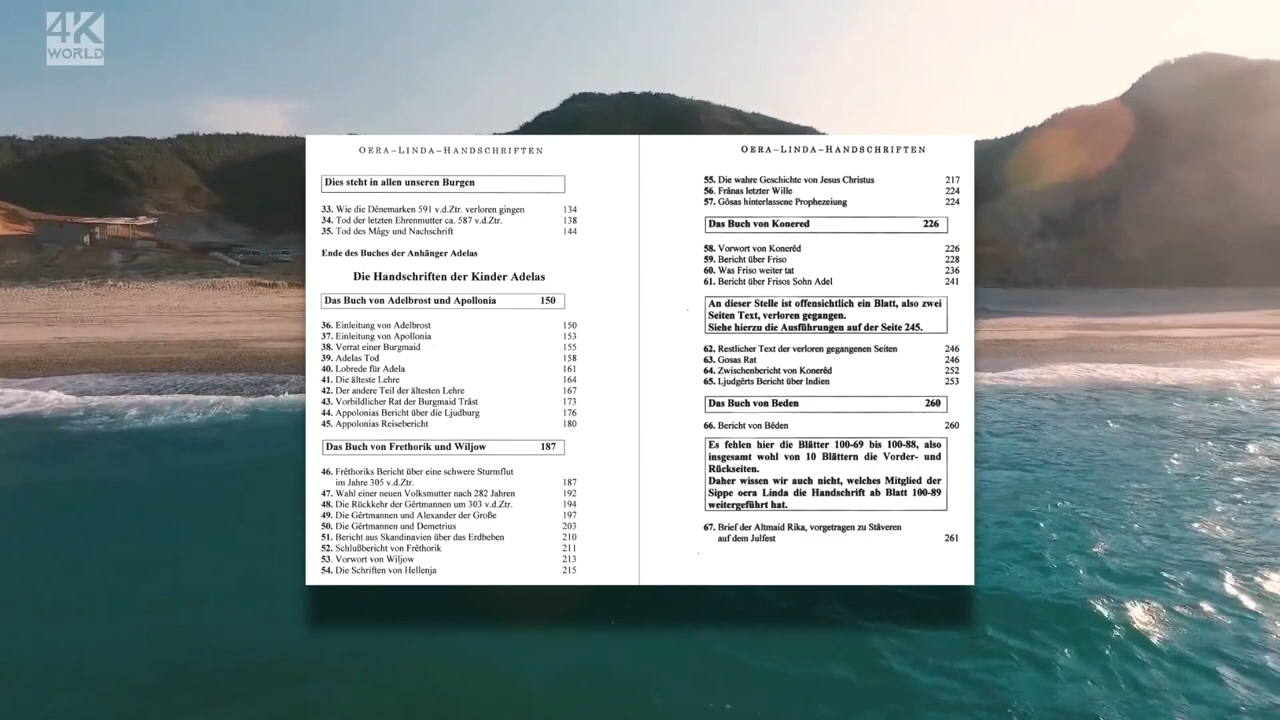 4K
WORLD
OERA–LINDA–HANDSCHRIFTEN
Dies steht in allen unseren Burgen
33. Wie die Dênemarken 591 v.d.Ztr. verloren gingen 134
34. Tod der letzten Ehrenmutter ca. 587 v.d.Ztr. 138
35. Tod des Mâgy und Nachschrift 144
Ende des Buches der Anhänger Adelas
Die Handschriften der Kinder Adelas
Das Buch von Adelbrost und Apollonia 150
36. Einleitung von Adelbrost 150
37. Einleitung von Apollonia 153
38. Verrat einer Burgmaid 155
39. Adelas Tod 158
40. Lobrede für Adela 161
41. Die älteste Lehre 164
42. Der andere Teil der ältesten Lehre 167
43. Vorbildlicher Rat der Burgmaid Trâst 173
44. Appolonias Bericht über die Ljudburg 176
45. Apolonias Reisebericht 180
Das Buch von Frethorik und Wiljow 187
46. Frêthoriks Bericht über eine schwere Sturmflut
im Jahre 305 v.d.Ztr. 187
47. Wahl einer neuen Volksmutter nach 282 Jahren 192
48. Die Rückkehr der Gêrtmannen um 303 v.d.Ztr. 194
49. Die Gêrtmannen und Alexander der Große 197
50. Die Gêrtmannen und Demetrius 203
51. Bericht aus Skandinavien über das Erdbeben 210
52. Schlußbericht von Frêthorik 211
53. Vorwort von Wiljow 213
54. Die Schriften von Hellenja 215
OERA–LINDA–HANDSCHRIFTEN
55. Die wahre Geschichte von Jesus Christus 217
56. Frânas letzter Wille 224
57. Gôsas hinterlassene Prophezeiung 224
Das Buch von Konered 226
58. Vorwort von Konerêd 226
59. Bericht über Friso 228
60. Was Friso weiter tat 236
61. Bericht über Frisos Sohn Adel 241
An dieser Stelle ist offensichtlich ein Blatt, also zwei
Seiten Text, verloren gegangen.
Siehe hierzu die Ausführungen auf der Seite 245.
62. Restlicher Text der verloren gegangenen Seiten 246
63. Gosas Rat 246
64. Zwischenbericht von Konerêd 252
65. Ljudgêrts Bericht über Indien 253
Das Buch von Beden 260
66. Bericht von Bêden 260
Es fehlen hier die Blätter 100-69 bis 100-88, also
insgesamt wohl von 10 Blättern die Vorder- und
Rückseiten.
Daher wissen wir auch nicht, welches Mitglied der
Sippe oera Linda die Handschrift ab Blatt 100-89
weitergeführt hat.
67. Brief der Altmaid Rika, vorgetragen zu Stâveren
auf dem Julfest 261